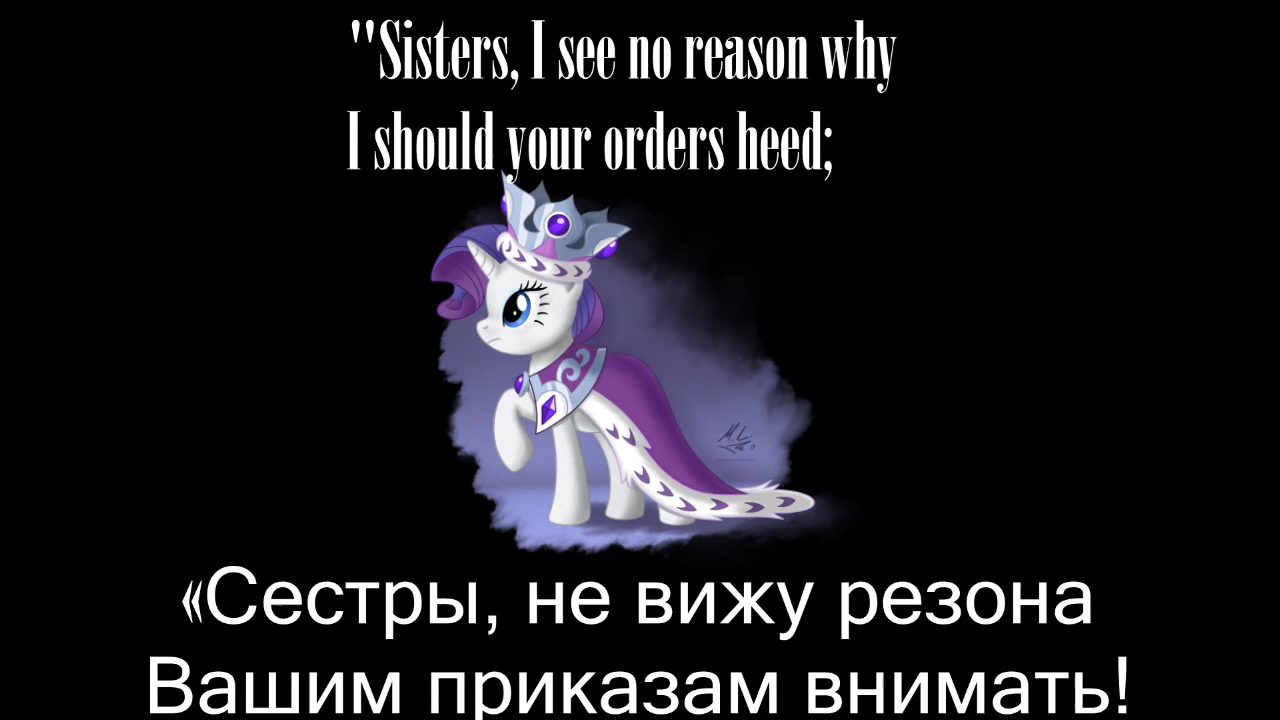 "Sisters, I see no reason why
I should your orders heed;
M.L.
«Сестры, не вижу резона
Вашим приказам внимать!